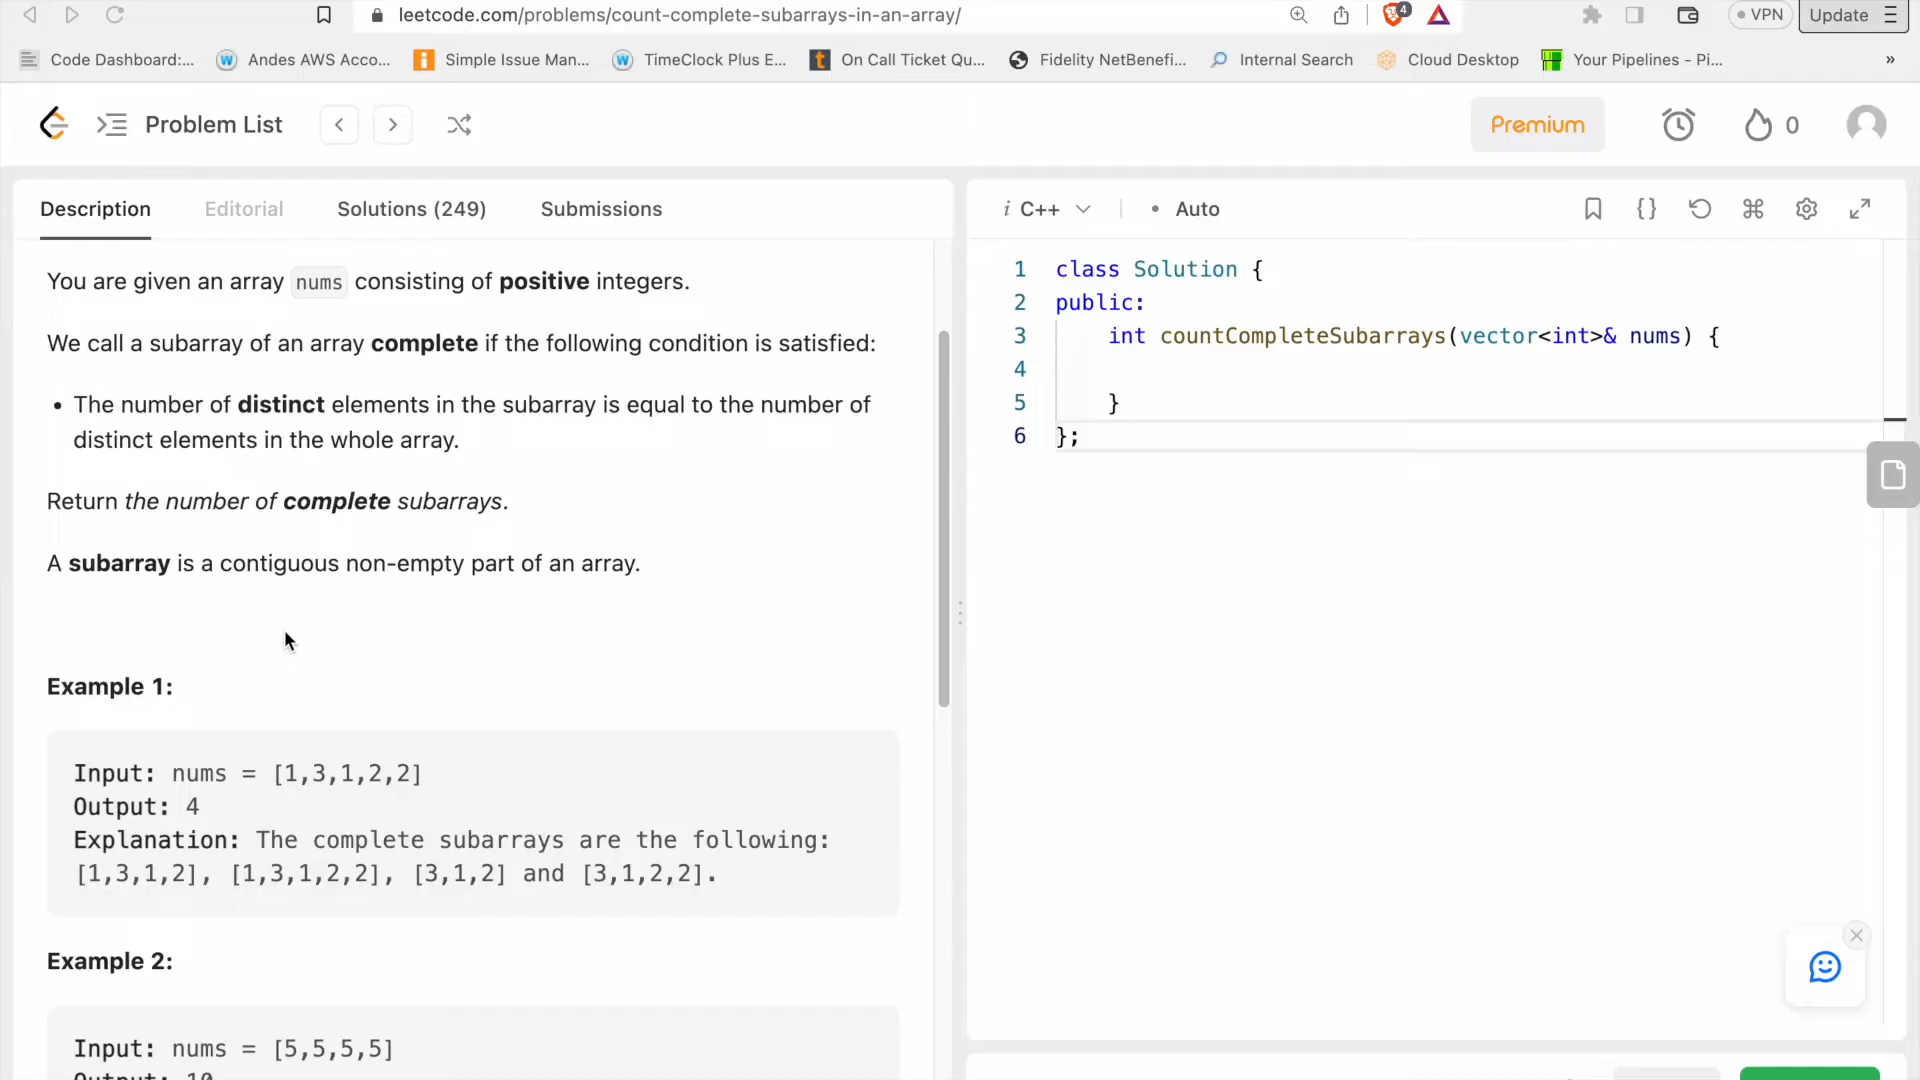 leetcode.com/problems/count-complete-subarrays-in-an-array/
4
VPN
Update
Code Dashboard:...
Andes AWS Acco...
Simple Issue Man...
TimeClock Plus E...
On Call Ticket Qu...
Fidelity NetBenefi...
Internal Search
Cloud Desktop
Your Pipelines - Pi...
»
Problem List
Premium
0
Description
Editorial
Solutions (249)
Submissions
You are given an array nums consisting of positive integers.
We call a subarray of an array complete if the following condition is satisfied:
• The number of distinct elements in the subarray is equal to the number of
distinct elements in the whole array.
Return the number of complete subarrays.
A subarray is a contiguous non-empty part of an array.
Example 1:
Input: nums = [1,3,1,2,2]
Output: 4
Explanation: The complete subarrays are the following:
[1,3,1,2], [1,3,1,2,2], [3,1,2] and [3,1,2,2].
Example 2:
Input: nums = [5,5,5,5]
Output: 10
i C++
• Auto
1 class Solution {
2 public:
3 int countCompleteSubarrays(vector<int>& nums) {
4
5 }
6 };